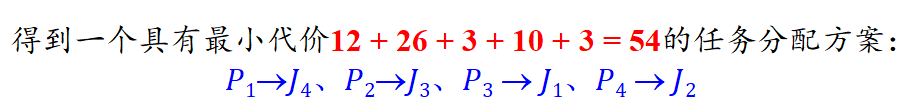 得到一个具有最小代价12 + 26 + 3 + 10 + 3 = 54的任务分配方案：
P₁→J₄、P₂→J₃、P₃ → J₁、P₄ → J₂